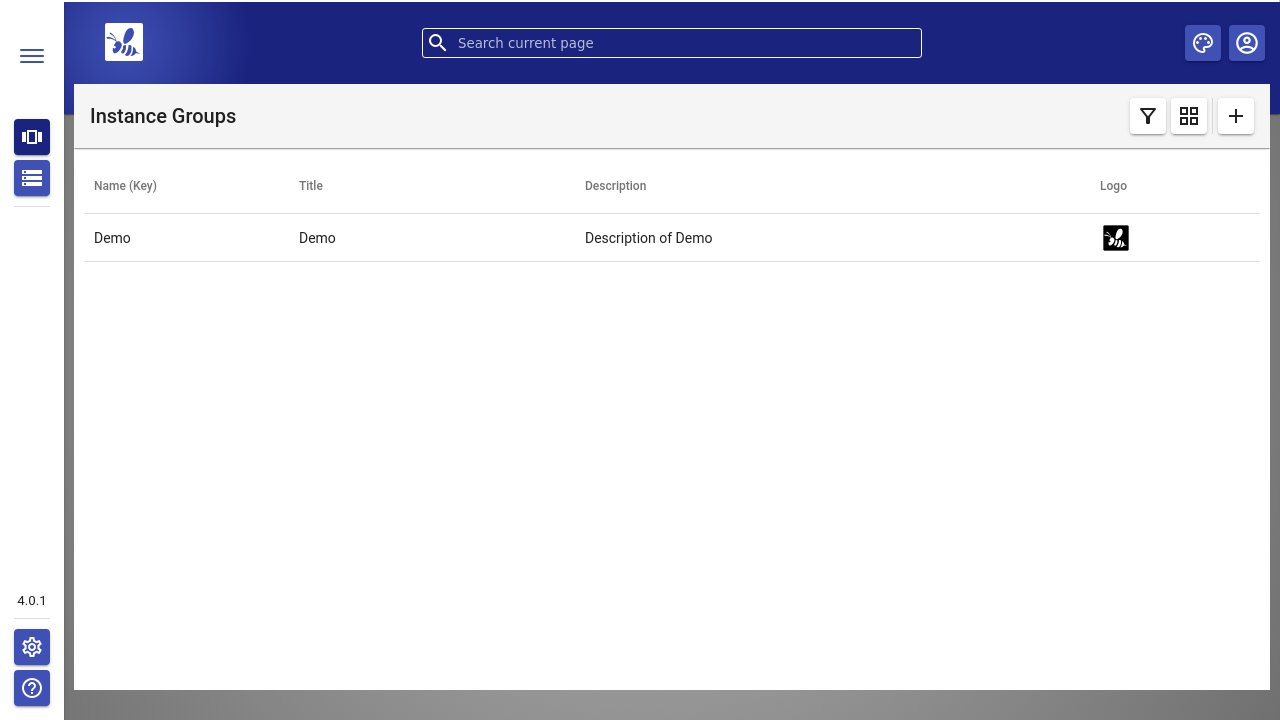 Search current page
Instance Groups
Name (Key) Title Description Logo
Demo Demo Description of Demo
4.0.1